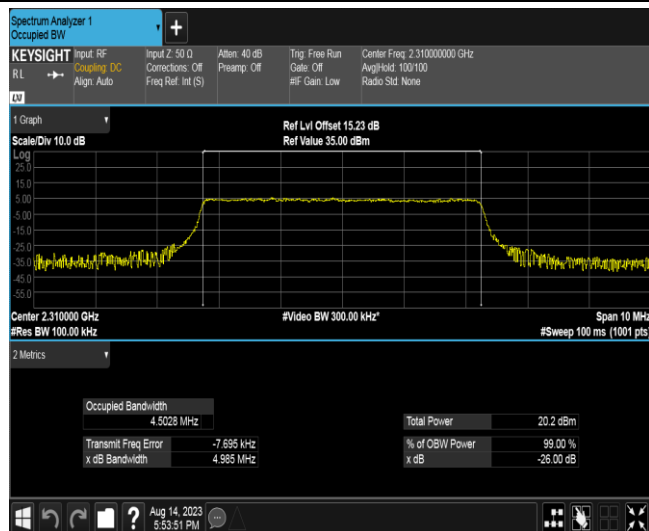 Spectrum Analyzer 1
Occupied BW
+
KEYSIGHT Input: RF Input Z: 50 Ω Atten: 40 dB Trig: Free Run Center Freq: 2.310000000 GHz
RL Coupling: DC Corrections: Off Preamp: Off Gate: Off Avg|Hold: 100/100
Align: Auto Freq Ref: Int (S) #IF Gain: Low Radio Std: None
LXI
1 Graph Ref Lvl Offset 15.23 dB
Scale/Div 10.0 dB Ref Value 35.00 dBm
Log
25.0
15.0
5.00
-5.00
-15.0
-25.0
-35.0
-45.0
-55.0
Center 2.310000 GHz #Video BW 300.00 kHz* Span 10 MHz
#Res BW 100.00 kHz #Sweep 100 ms (1001 pts)
2 Metrics
Occupied Bandwidth
4.5028 MHz Total Power 20.2 dBm
Transmit Freq Error -7.695 kHz % of OBW Power 99.00 %
x dB Bandwidth 4.985 MHz x dB -26.00 dB
? Aug 14, 2023
5:53:51 PM